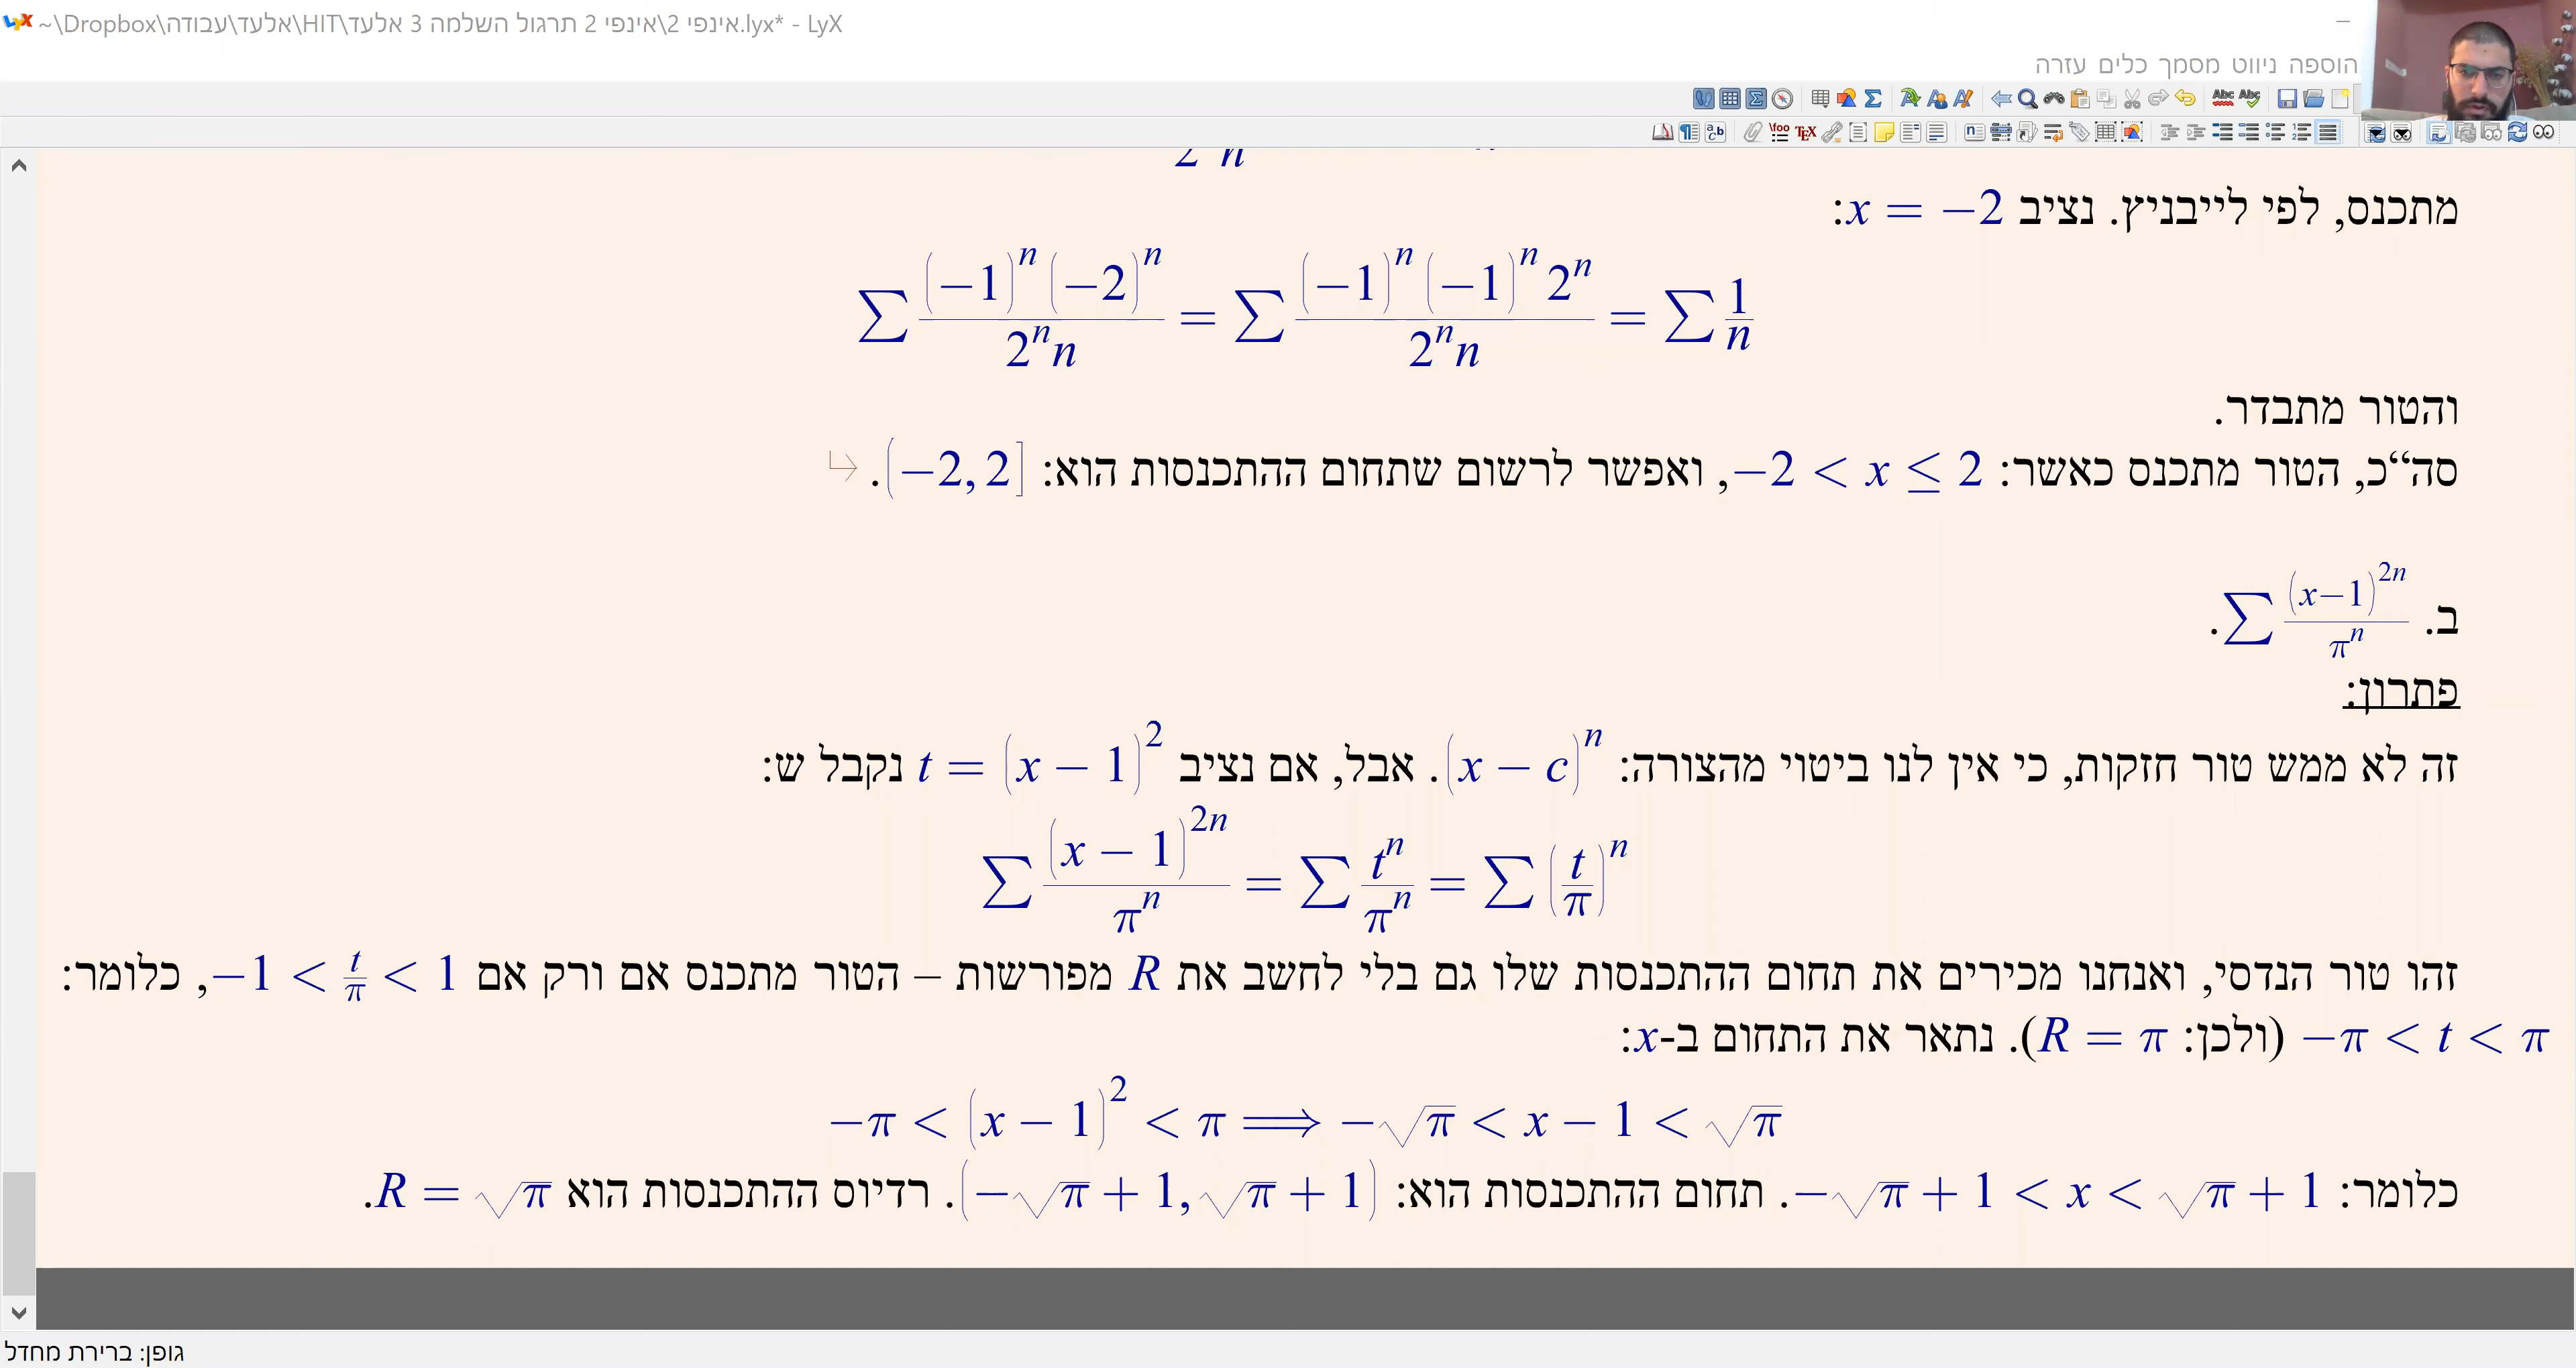 ~\Dropbox\אינפי 2\אינפי 2 תרגול השלמה 3 אלעד\HIT\אלעד\עבודה.lyx* - LyX
הוספה ניווט מסמך כלים עזרה
מתכנס, לפי לייבניץ. נציב x = −2:
∑ (−1)^n (−2)^n / 2^n n = ∑ (−1)^n (−1)^n 2^n / 2^n n = ∑ 1/n
והטור מתבדר.
סה“כ, הטור מתכנס כאשר: −2 < x ≤ 2, ואפשר לרשום שתחום ההתכנסות הוא: (−2, 2].
ב. ∑ (x−1)^{2n} / π^n.
פתרון:
זה לא ממש טור חזקות, כי אין לנו ביטוי מהצורה: (x − c)^n. אבל, אם נציב t = (x − 1)^2 נקבל ש:
∑ (x − 1)^{2n} / π^n = ∑ t^n / π^n = ∑ (t/π)^n
זהו טור הנדסי, ואנחנו מכירים את תחום ההתכנסות שלו גם בלי לחשב את R מפורשות – הטור מתכנס אם ורק אם −1 < t/π < 1, כלומר:
−π < t < π (ולכן: R = π). נתאר את התחום ב-x:
−π < (x − 1)^2 < π ⟹ −√π < x − 1 < √π
כלומר: −√π + 1 < x < √π + 1. תחום ההתכנסות הוא: (−√π + 1, √π + 1). רדיוס ההתכנסות הוא R = √π.
גופן: ברירת מחדל